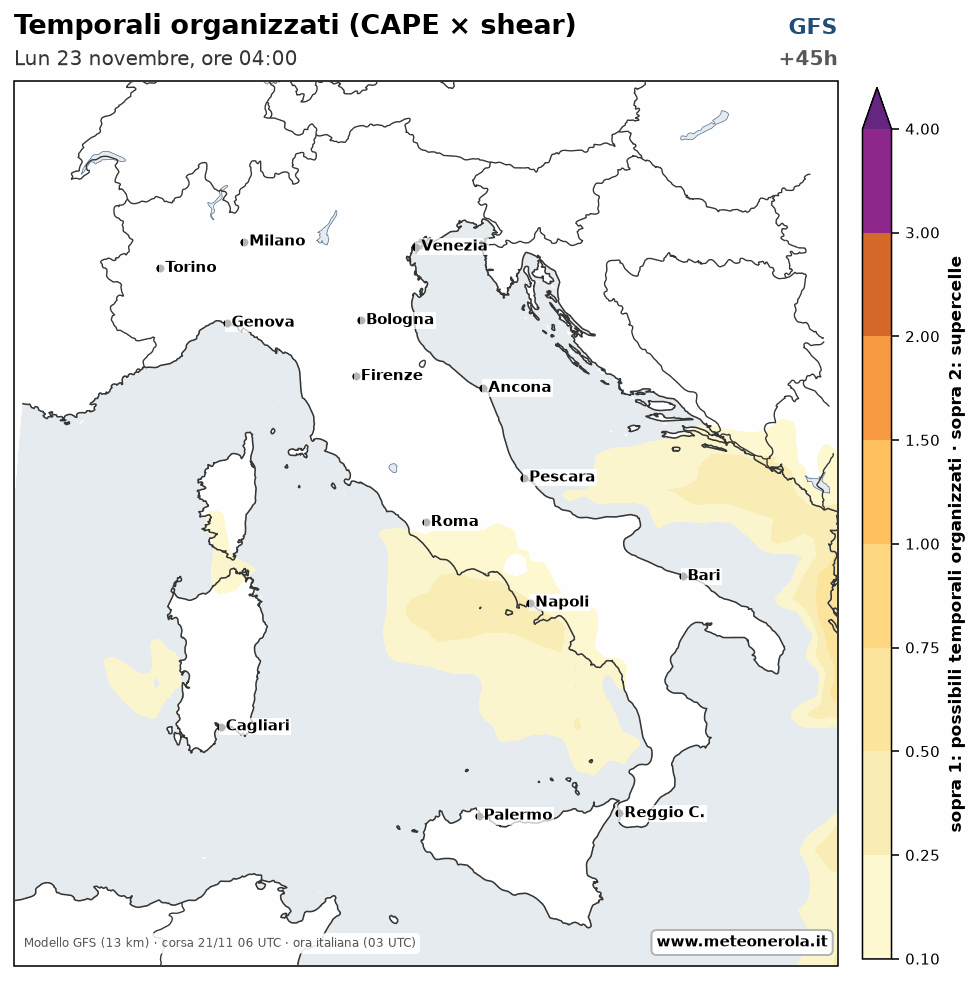 Temporali organizzati (CAPE × shear)
GFS
Lun 23 novembre, ore 04:00
+45h
4.00
3.00
2.00
1.50
1.00
0.75
0.50
0.25
0.10
sopra 1: possibili temporali organizzati · sopra 2: supercelle
Milano
Venezia
Torino
Genova
Bologna
Firenze
Ancona
Pescara
Roma
Bari
Napoli
Cagliari
Palermo
Reggio C.
Modello GFS (13 km) · corsa 21/11 06 UTC · ora italiana (03 UTC)
www.meteonerola.it